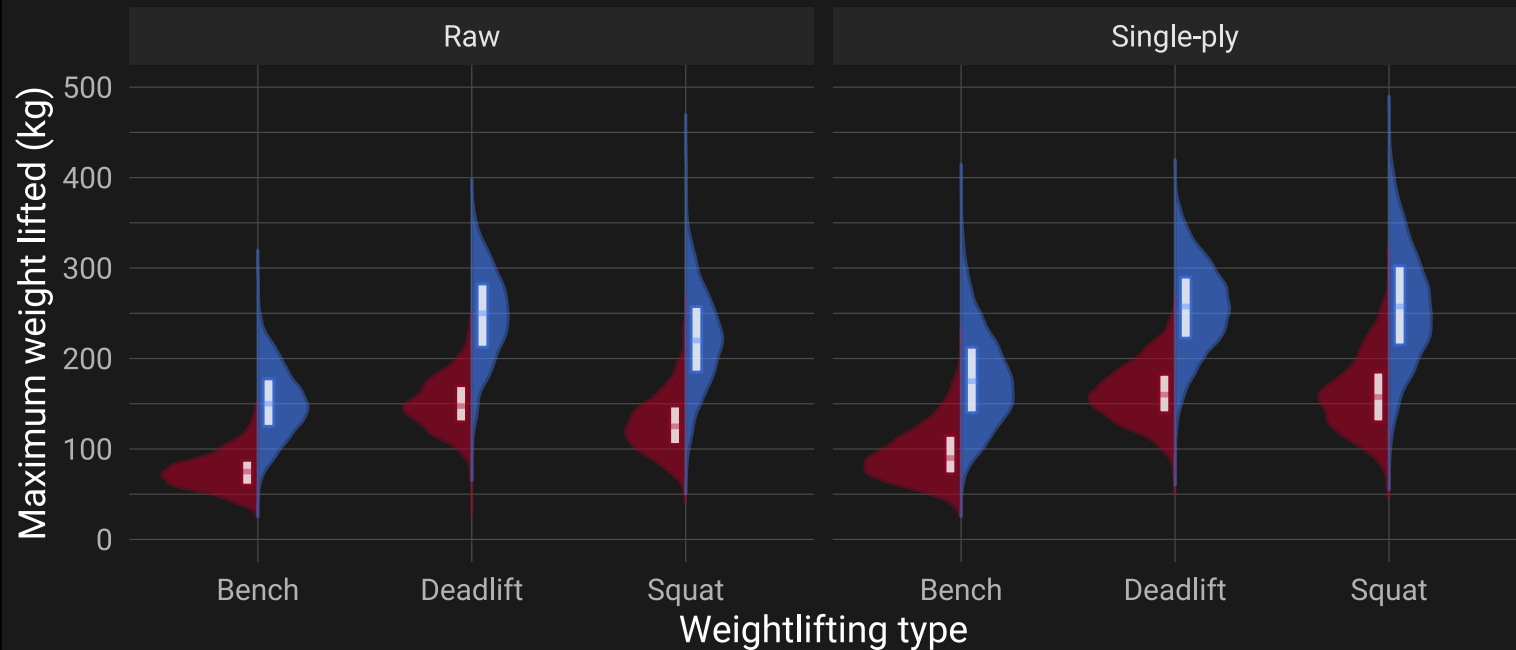 Raw
Single-ply
Maximum weight lifted (kg)
500
400
300
200
100
0
Bench
Deadlift
Squat
Bench
Deadlift
Squat
Weightlifting type